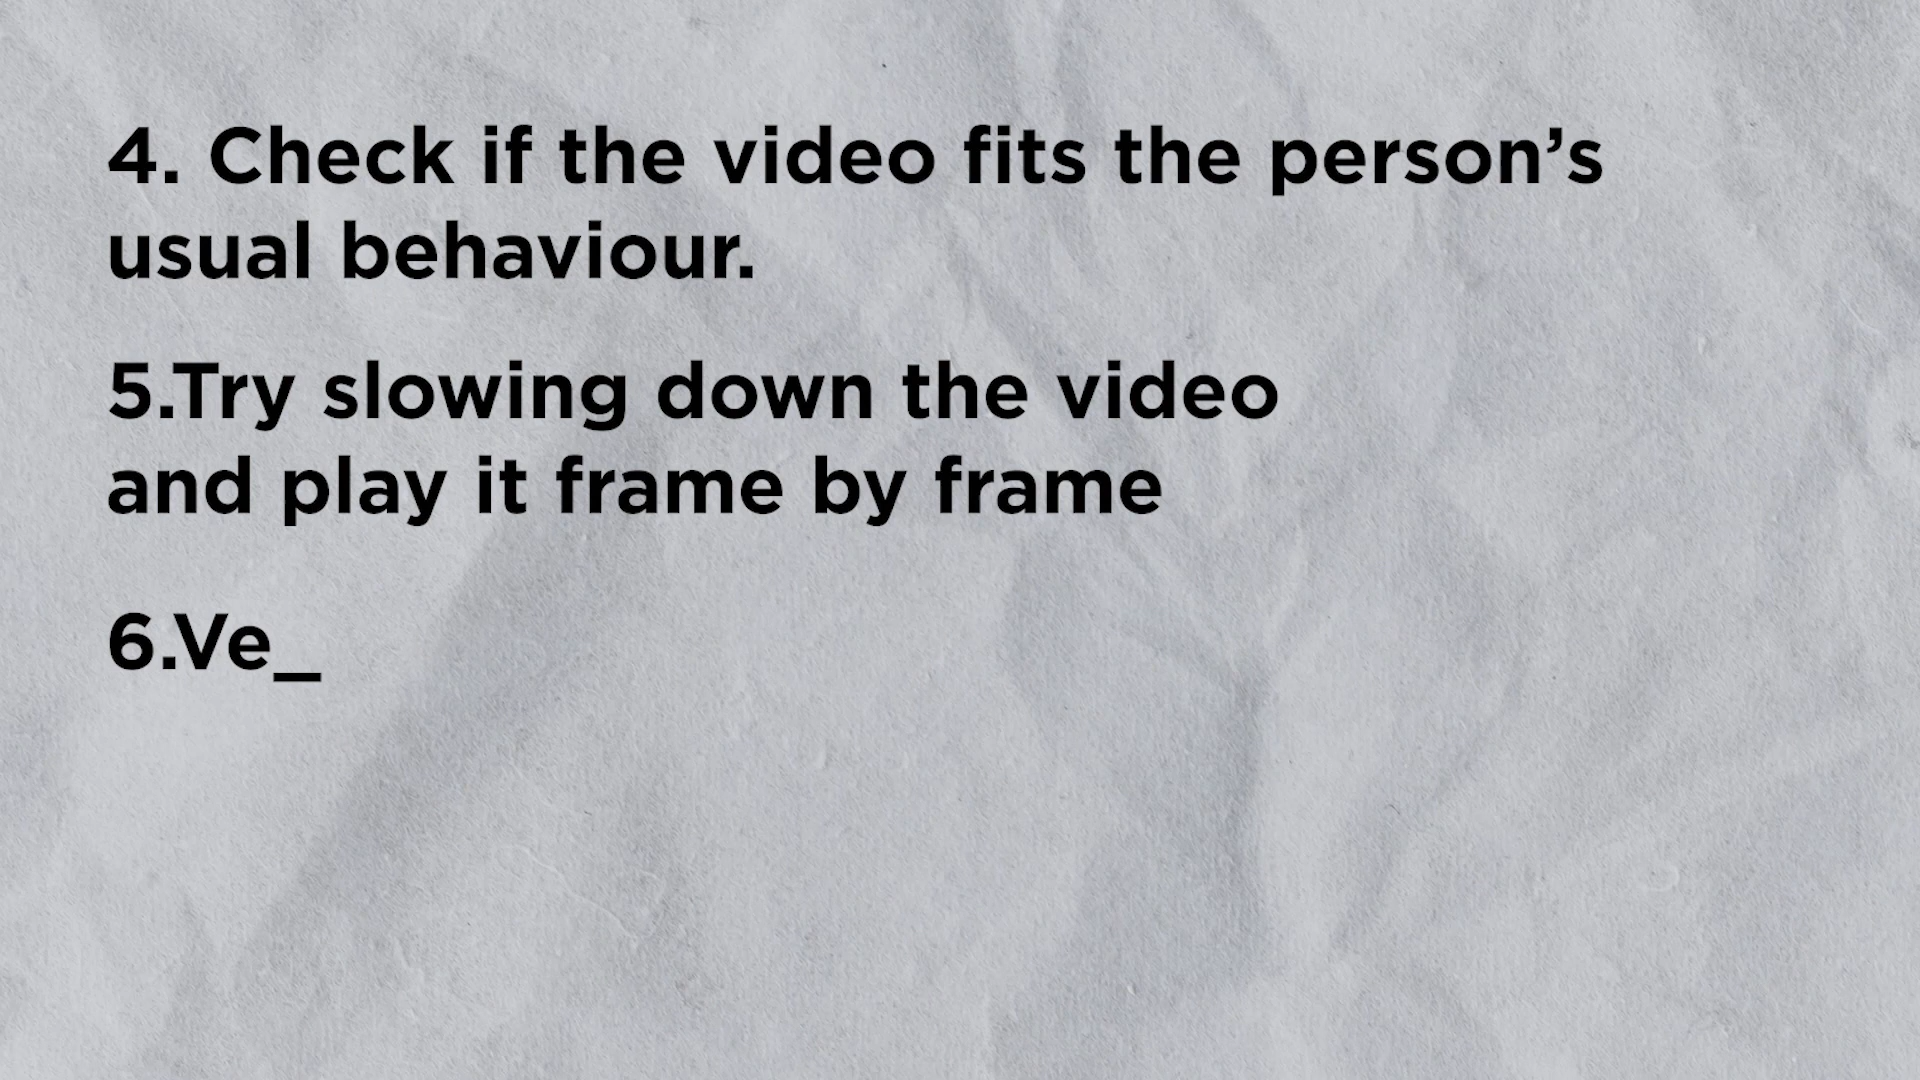 4. Check if the video fits the person’s
usual behaviour.
5.Try slowing down the video
and play it frame by frame
6.Ve_